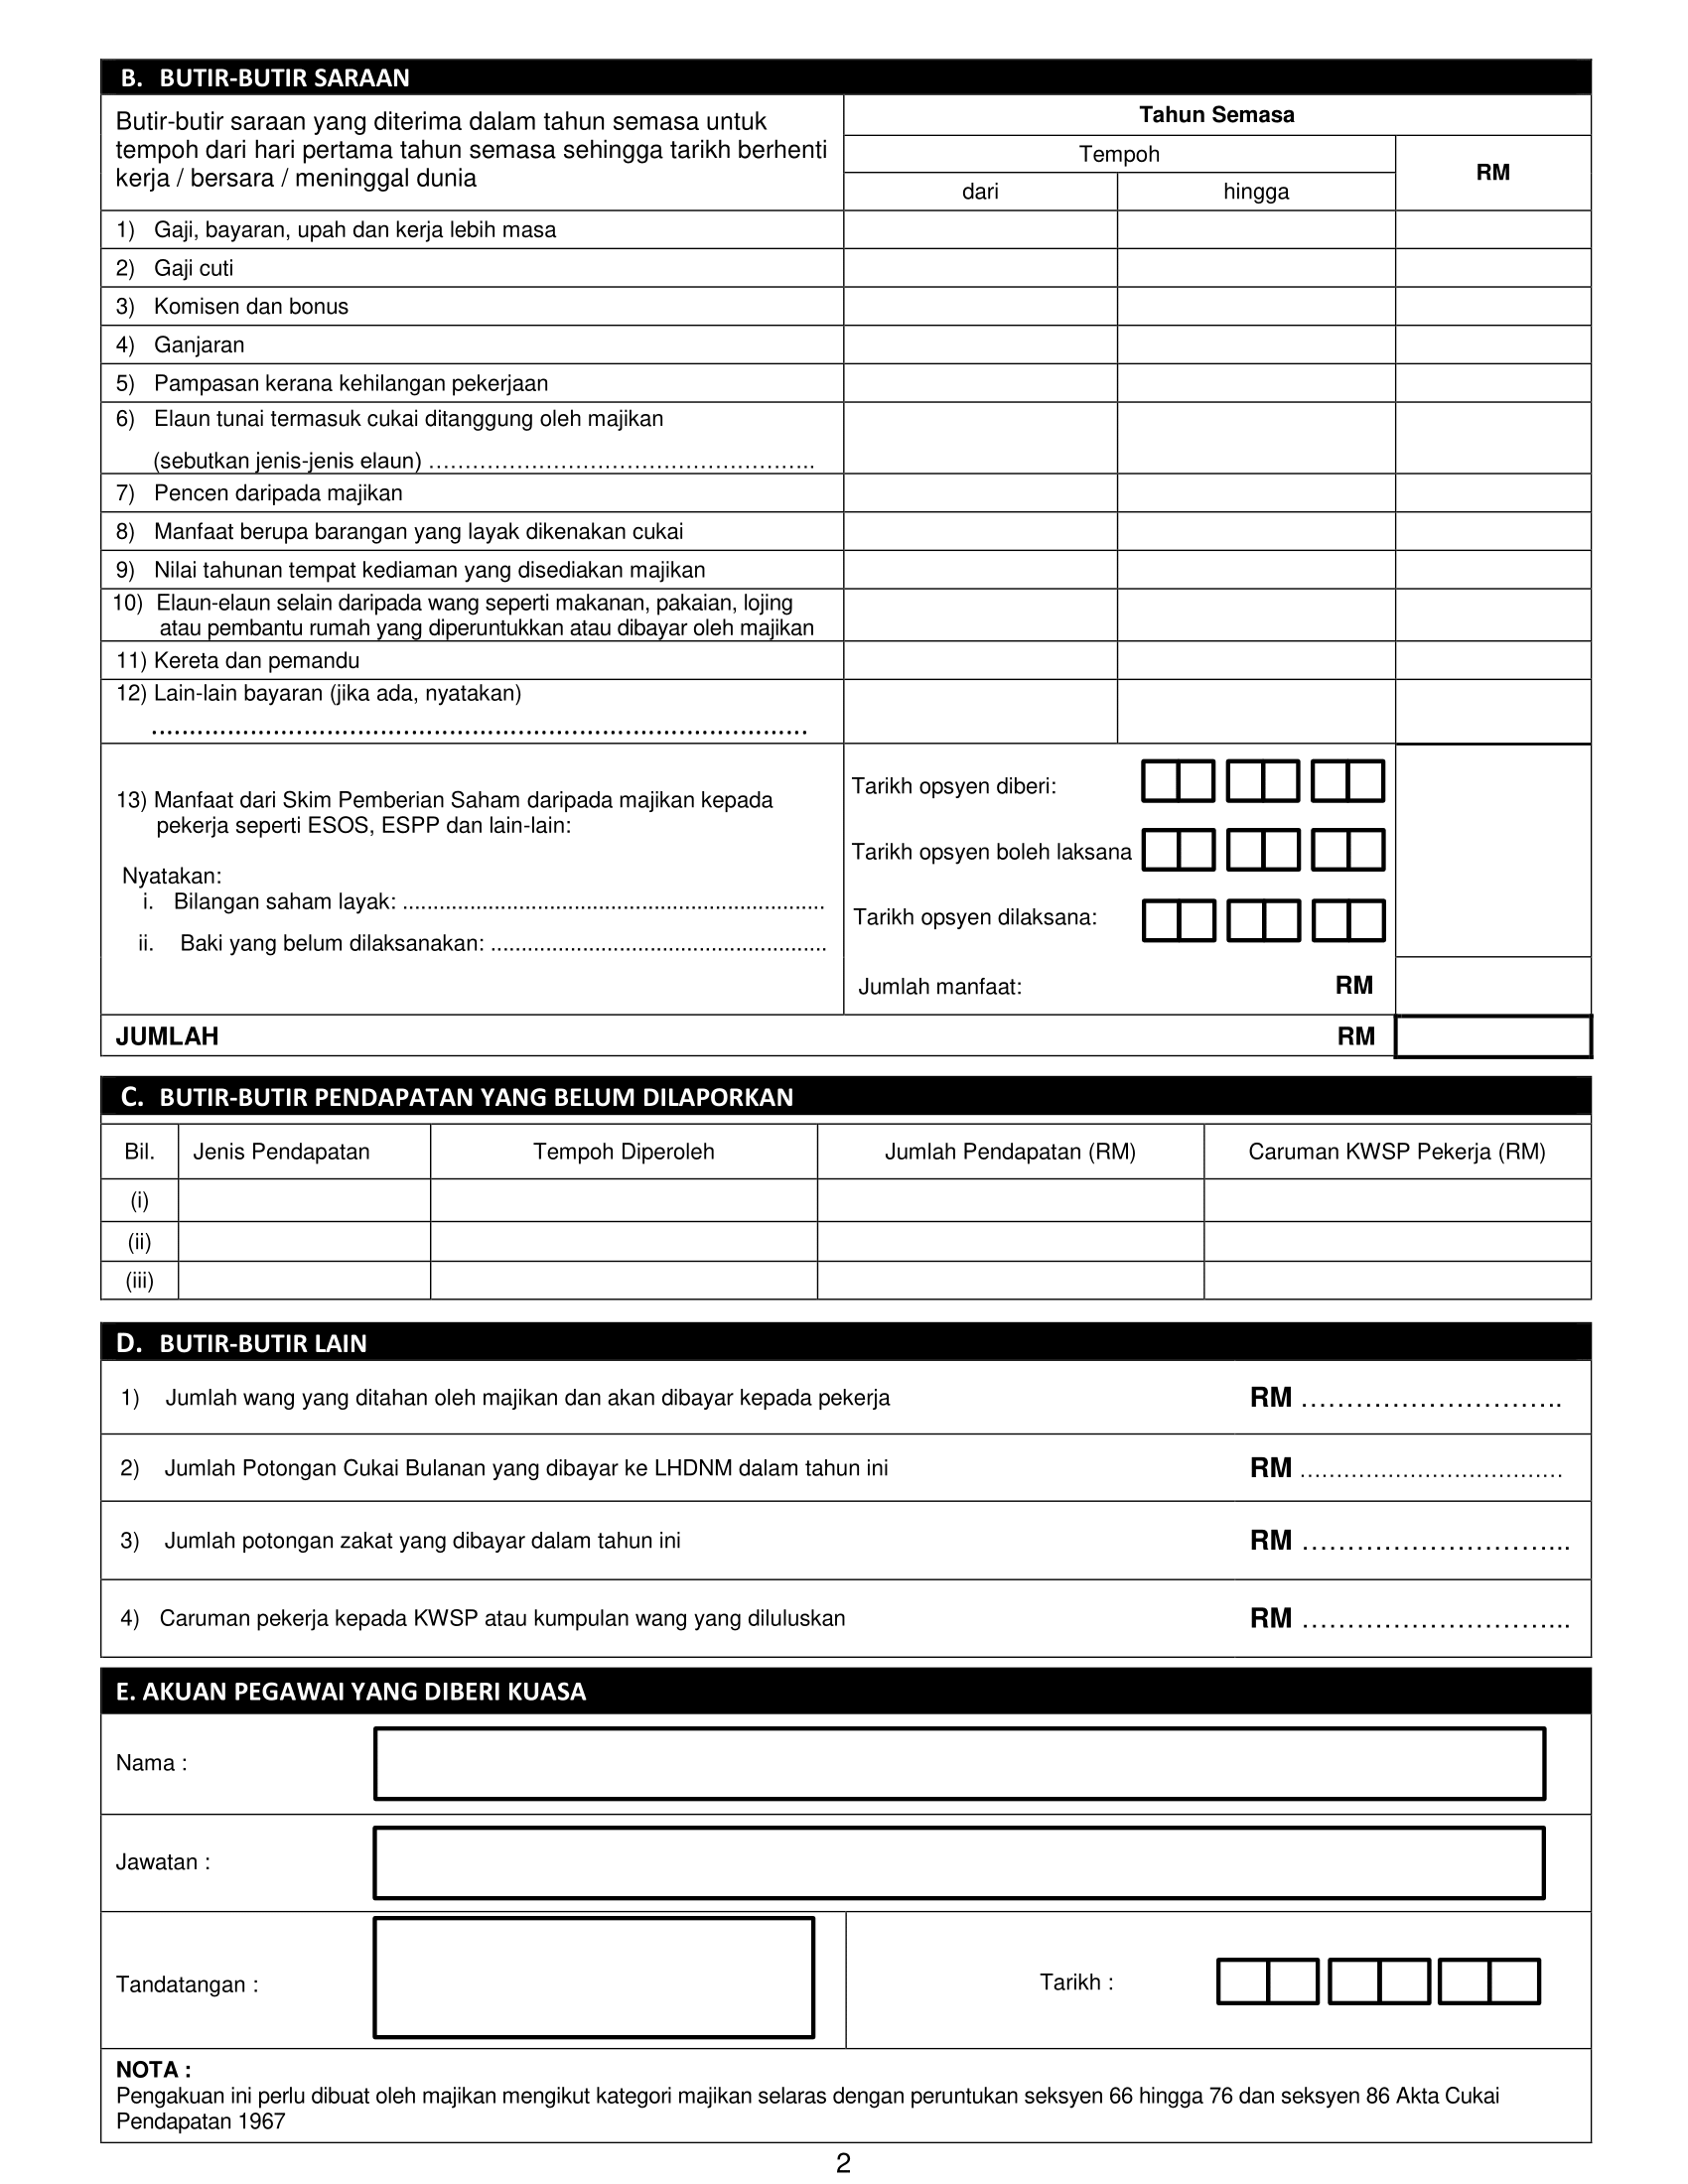 B. BUTIR-BUTIR SARAAN
Butir-butir saraan yang diterima dalam tahun semasa untuk
tempoh dari hari pertama tahun semasa sehingga tarikh berhenti
kerja / bersara / meninggal dunia
Tahun Semasa
Tempoh
RM
dari
hingga
1) Gaji, bayaran, upah dan kerja lebih masa
2) Gaji cuti
3) Komisen dan bonus
4) Ganjaran
5) Pampasan kerana kehilangan pekerjaan
6) Elaun tunai termasuk cukai ditanggung oleh majikan
(sebutkan jenis-jenis elaun) ……………………………………………..
7) Pencen daripada majikan
8) Manfaat berupa barangan yang layak dikenakan cukai
9) Nilai tahunan tempat kediaman yang disediakan majikan
10) Elaun-elaun selain daripada wang seperti makanan, pakaian, lojing
atau pembantu rumah yang diperuntukkan atau dibayar oleh majikan
11) Kereta dan pemandu
12) Lain-lain bayaran (jika ada, nyatakan)
……………………………………………………………………………
13) Manfaat dari Skim Pemberian Saham daripada majikan kepada
pekerja seperti ESOS, ESPP dan lain-lain:
Nyatakan:
i. Bilangan saham layak: ......................................................................
ii. Baki yang belum dilaksanakan: ........................................................
Tarikh opsyen diberi:
Tarikh opsyen boleh laksana
Tarikh opsyen dilaksana:
Jumlah manfaat: RM
JUMLAH RM
C. BUTIR-BUTIR PENDAPATAN YANG BELUM DILAPORKAN
Bil. Jenis Pendapatan Tempoh Diperoleh Jumlah Pendapatan (RM) Caruman KWSP Pekerja (RM)
(i)
(ii)
(iii)
D. BUTIR-BUTIR LAIN
1) Jumlah wang yang ditahan oleh majikan dan akan dibayar kepada pekerja RM ………………………..
2) Jumlah Potongan Cukai Bulanan yang dibayar ke LHDNM dalam tahun ini RM ………………………………
3) Jumlah potongan zakat yang dibayar dalam tahun ini RM ………………………...
4) Caruman pekerja kepada KWSP atau kumpulan wang yang diluluskan RM ………………………...
E. AKUAN PEGAWAI YANG DIBERI KUASA
Nama :
Jawatan :
Tandatangan : Tarikh :
NOTA :
Pengakuan ini perlu dibuat oleh majikan mengikut kategori majikan selaras dengan peruntukan seksyen 66 hingga 76 dan seksyen 86 Akta Cukai
Pendapatan 1967
2